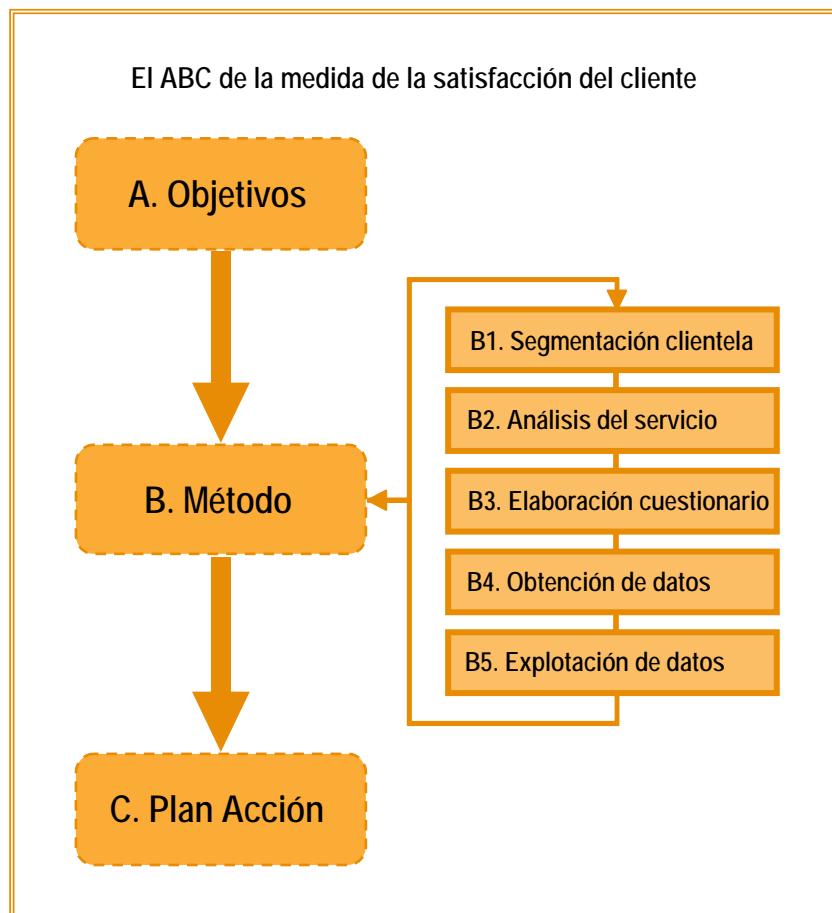 El ABC de la medida de la satisfacción del cliente
A. Objetivos
B. Método
C. Plan Acción
B1. Segmentación clientela
B2. Análisis del servicio
B3. Elaboración cuestionario
B4. Obtención de datos
B5. Explotación de datos